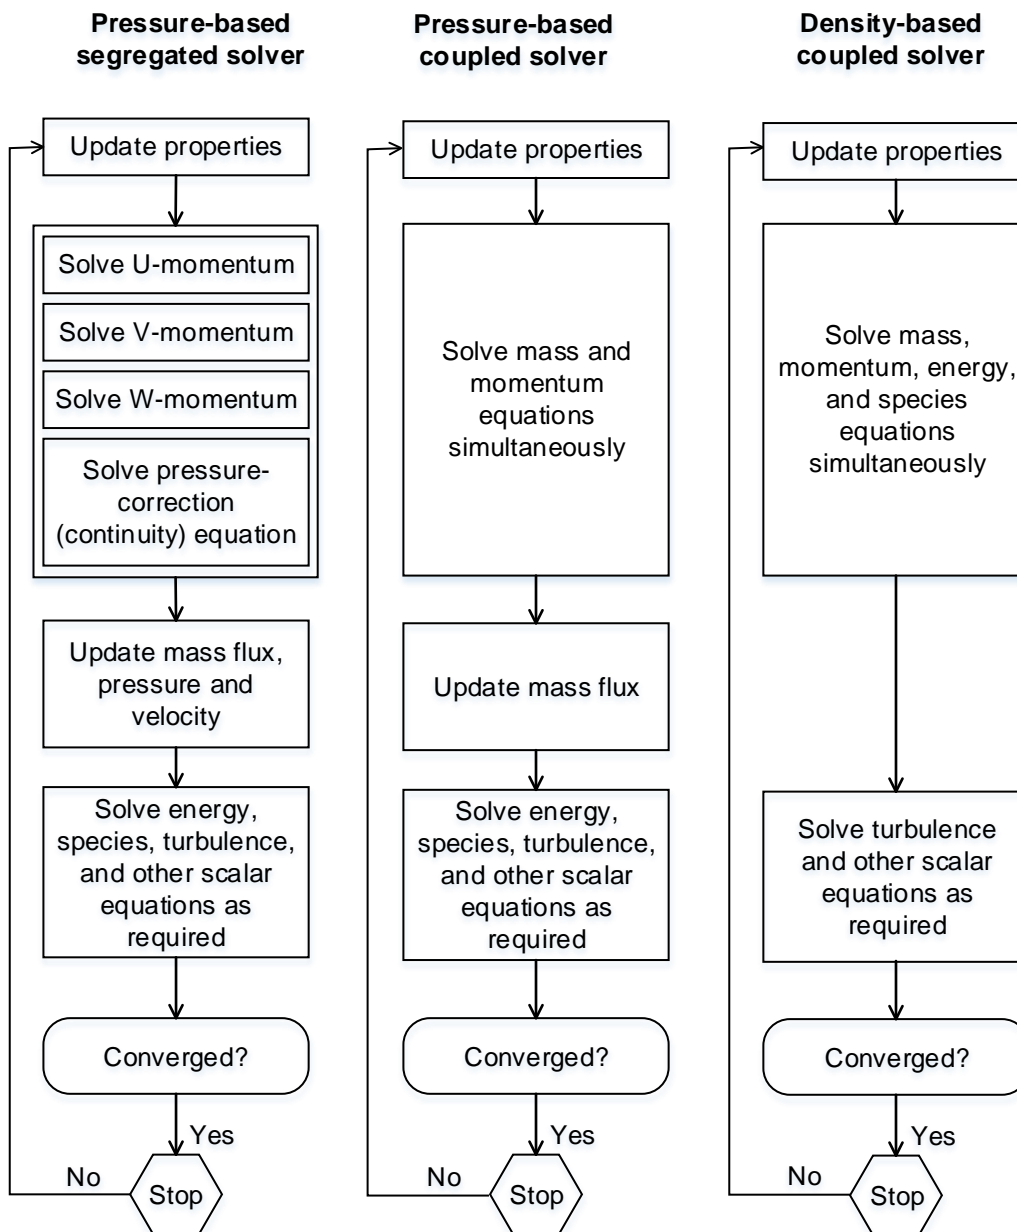 Pressure-based
segregated solver
Update properties
Solve U-momentum
Solve V-momentum
Solve W-momentum
Solve pressure-
correction
(continuity) equation
Update mass flux,
pressure and
velocity
Solve energy,
species, turbulence,
and other scalar
equations as
required
Converged?
Yes
No
Stop
Pressure-based
coupled solver
Update properties
Solve mass and
momentum
equations
simultaneously
Update mass flux
Solve energy,
species, turbulence,
and other scalar
equations as
required
Converged?
Yes
No
Stop
Density-based
coupled solver
Update properties
Solve mass,
momentum, energy,
and species
equations
simultaneously
Solve turbulence
and other scalar
equations as
required
Converged?
Yes
No
Stop